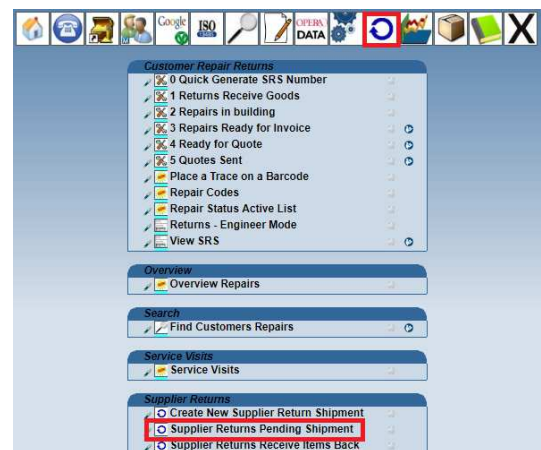 Google ISO OPERA
DATA X
Customer Repair Returns
0 Quick Generate SRS Number
1 Returns Receive Goods
2 Repairs in building
3 Repairs Ready for Invoice
4 Ready for Quote
5 Quotes Sent
Place a Trace on a Barcode
Repair Codes
Repair Status Active List
Returns - Engineer Mode
View SRS
Overview
Overview Repairs
Search
Find Customers Repairs
Service Visits
Service Visits
Supplier Returns
Create New Supplier Return Shipment
Supplier Returns Pending Shipment
Supplier Returns Receive Items Back